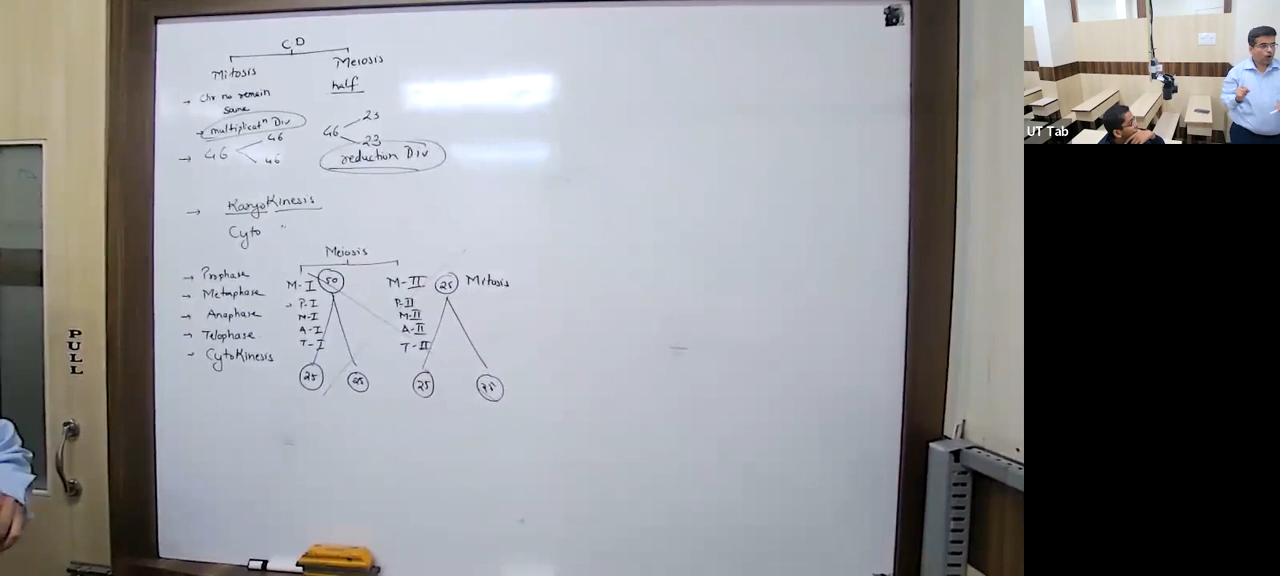 CD
Mitosis
Meiosis
→ Chr no remain
Same
half
→ multiplicatⁿ Div
→ 46
46
46
46
23
23
reduction Div
→ Karyokinesis
Cyto "
→ Prophase
→ Metaphase
→ Anaphase
→ Telophase
→ Cytokinesis
Meiosis
M-I
50
P-I
M-I
A-I
T-I
25
25
M-II
25
Mitosis
P-II
M-II
A-II
T-II
25
25
PULL
UT Tab